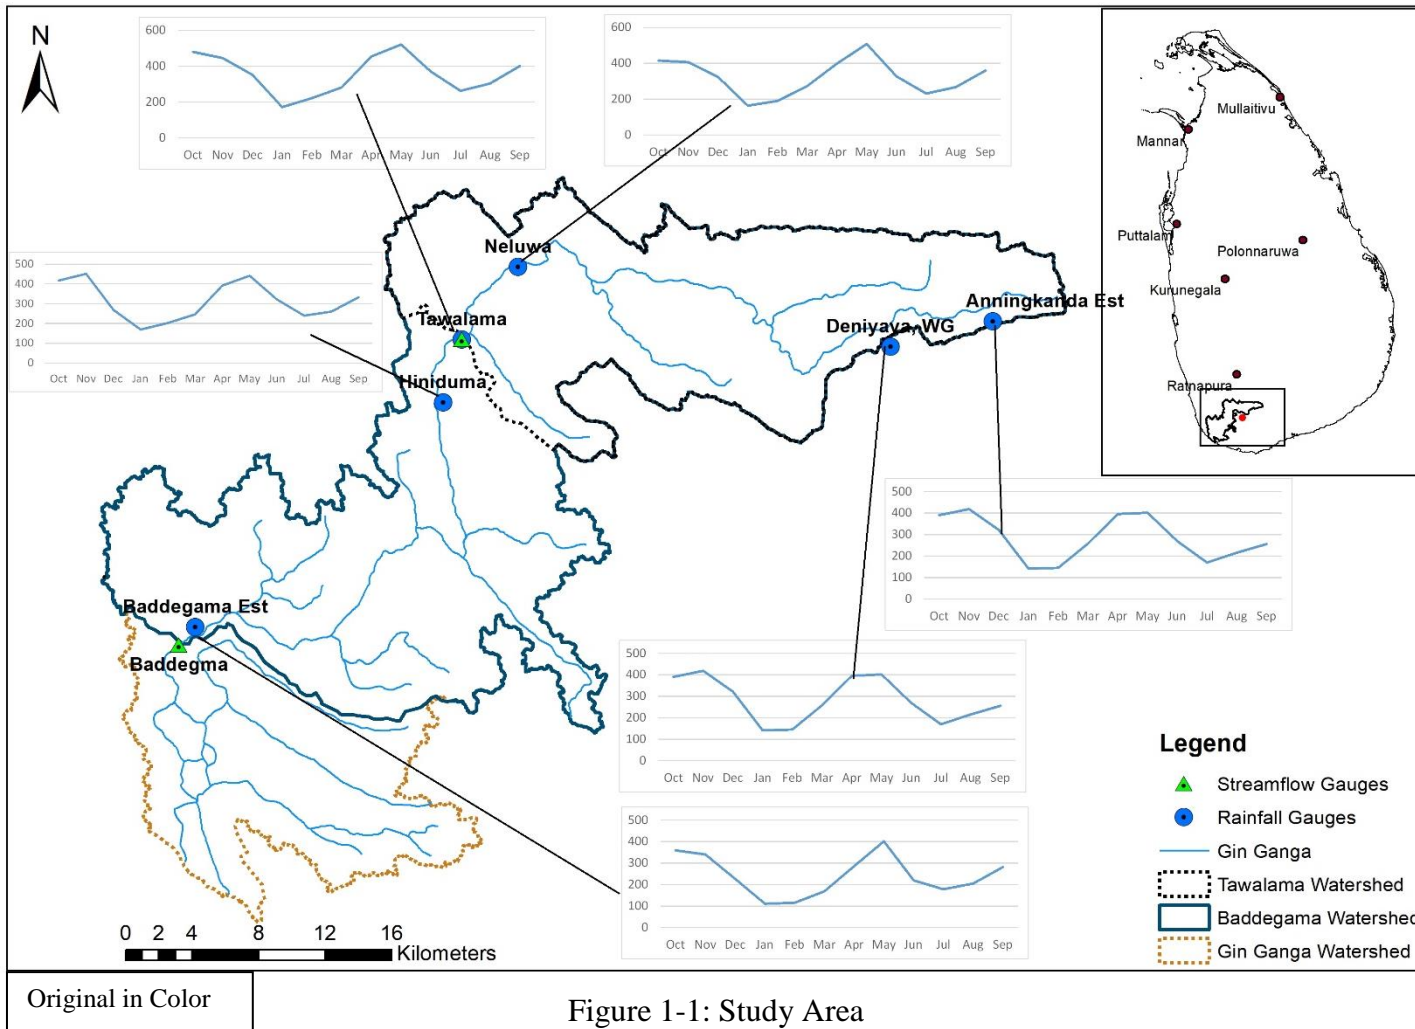 N
600
400
200
0
Oct Nov Dec Jan Feb Mar Apr May Jun Jul Aug Sep
600
400
200
0
Oct Nov Dec Jan Feb Mar Apr May Jun Jul Aug Sep
Mullaitivu
Mannar
Puttalam
Polonnaruwa
Kurunegala
Ratnapura
500
400
300
200
100
0
Oct Nov Dec Jan Feb Mar Apr May Jun Jul Aug Sep
Neluwa
Tawalama
Hiniduma
Anningkanda Est
Deniyaya, WG
500
400
300
200
100
0
Oct Nov Dec Jan Feb Mar Apr May Jun Jul Aug Sep
Baddegama Est
Baddegma
500
400
300
200
100
0
Oct Nov Dec Jan Feb Mar Apr May Jun Jul Aug Sep
500
400
300
200
100
0
Oct Nov Dec Jan Feb Mar Apr May Jun Jul Aug Sep
Legend
Streamflow Gauges
Rainfall Gauges
Gin Ganga
Tawalama Watershed
Baddegama Watershed
Gin Ganga Watershed
0 2 4 8 12 16
Kilometers
Original in Color
Figure 1-1: Study Area